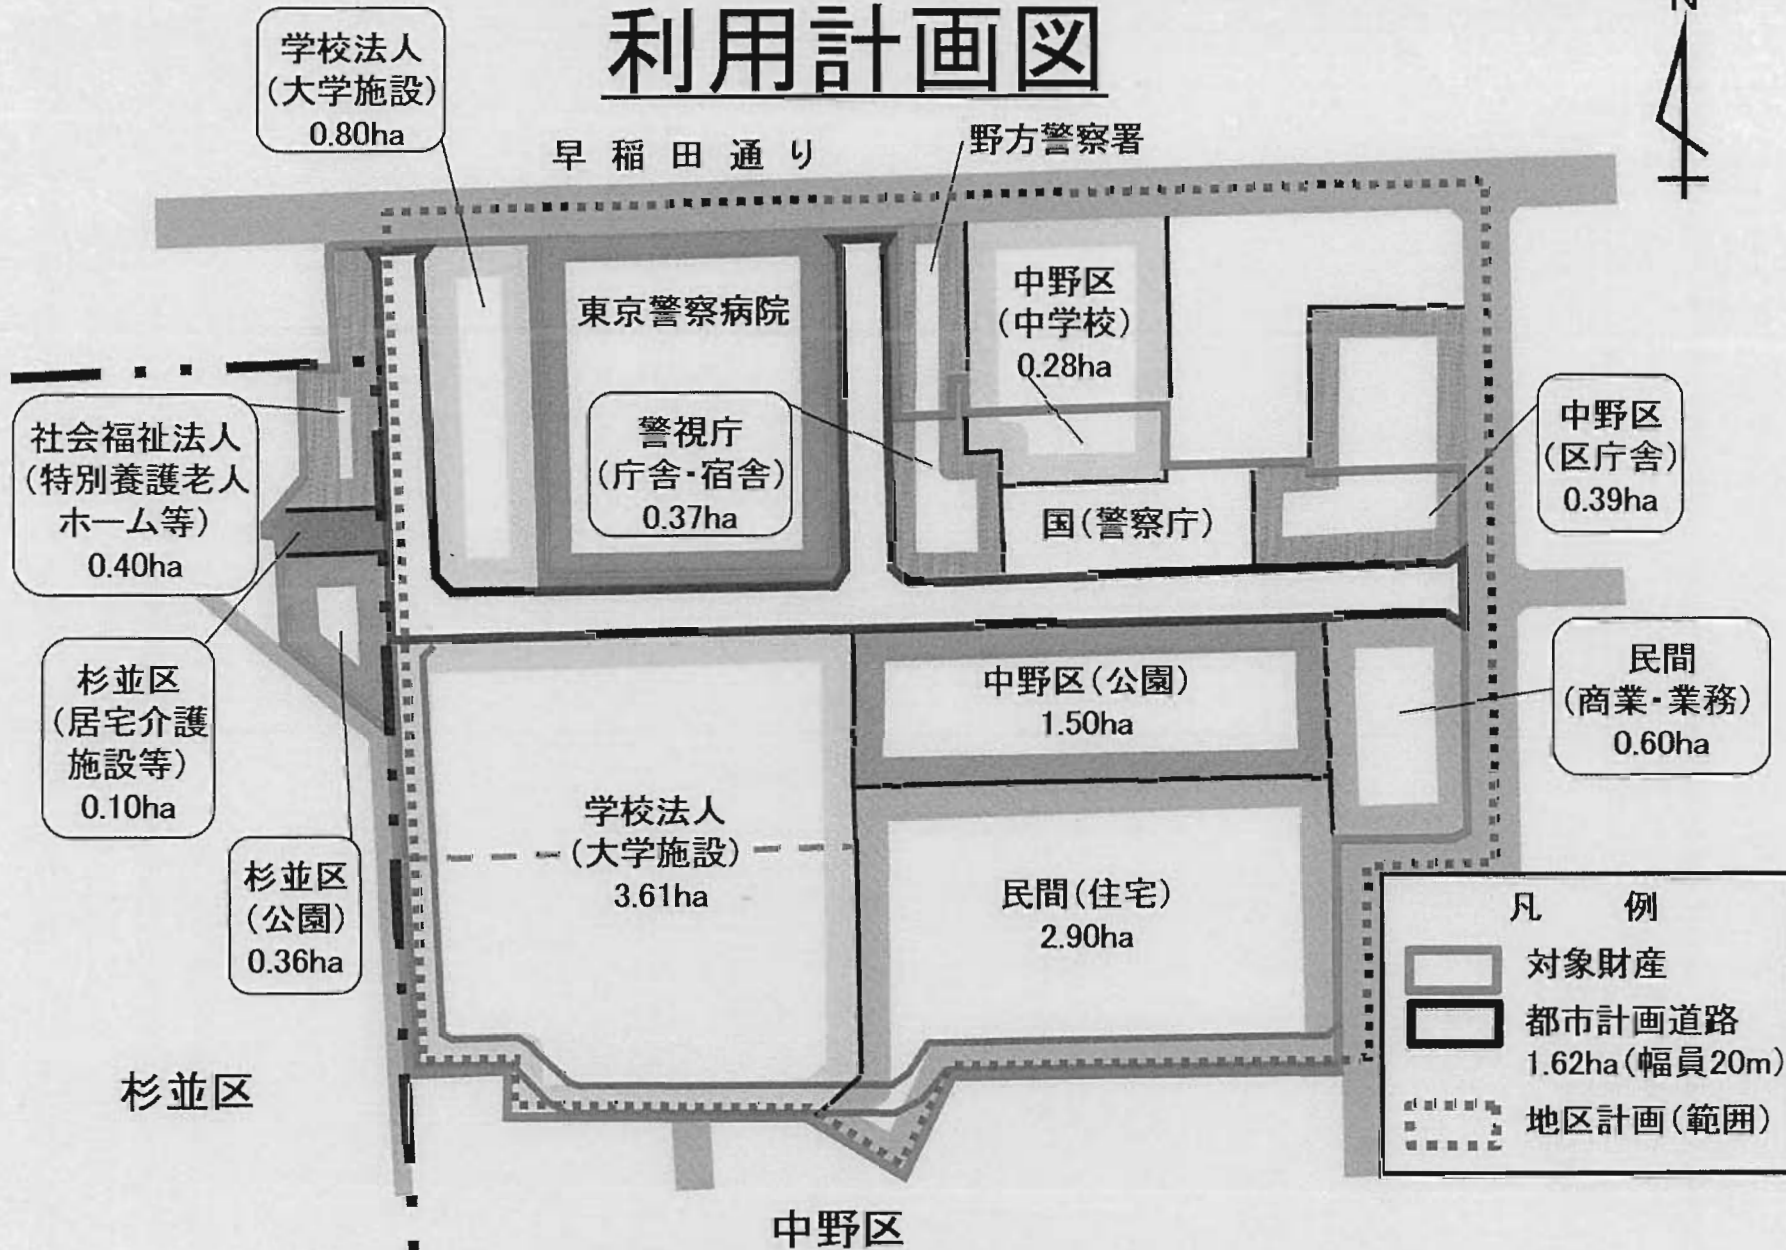 利用計画図
N
学校法人
(大学施設)
0.80ha
早稲田通り
野方警察署
東京警察病院
中野区
(中学校)
0.28ha
警視庁
(庁舎・宿舎)
0.37ha
国(警察庁)
中野区
(区庁舎)
0.39ha
社会福祉法人
(特別養護老人
ホーム等)
0.40ha
杉並区
(居宅介護
施設等)
0.10ha
杉並区
(公園)
0.36ha
中野区(公園)
1.50ha
民間
(商業・業務)
0.60ha
学校法人
(大学施設)
3.61ha
民間(住宅)
2.90ha
凡 例
対象財産
都市計画道路
1.62ha(幅員20m)
地区計画(範囲)
杉並区
中野区